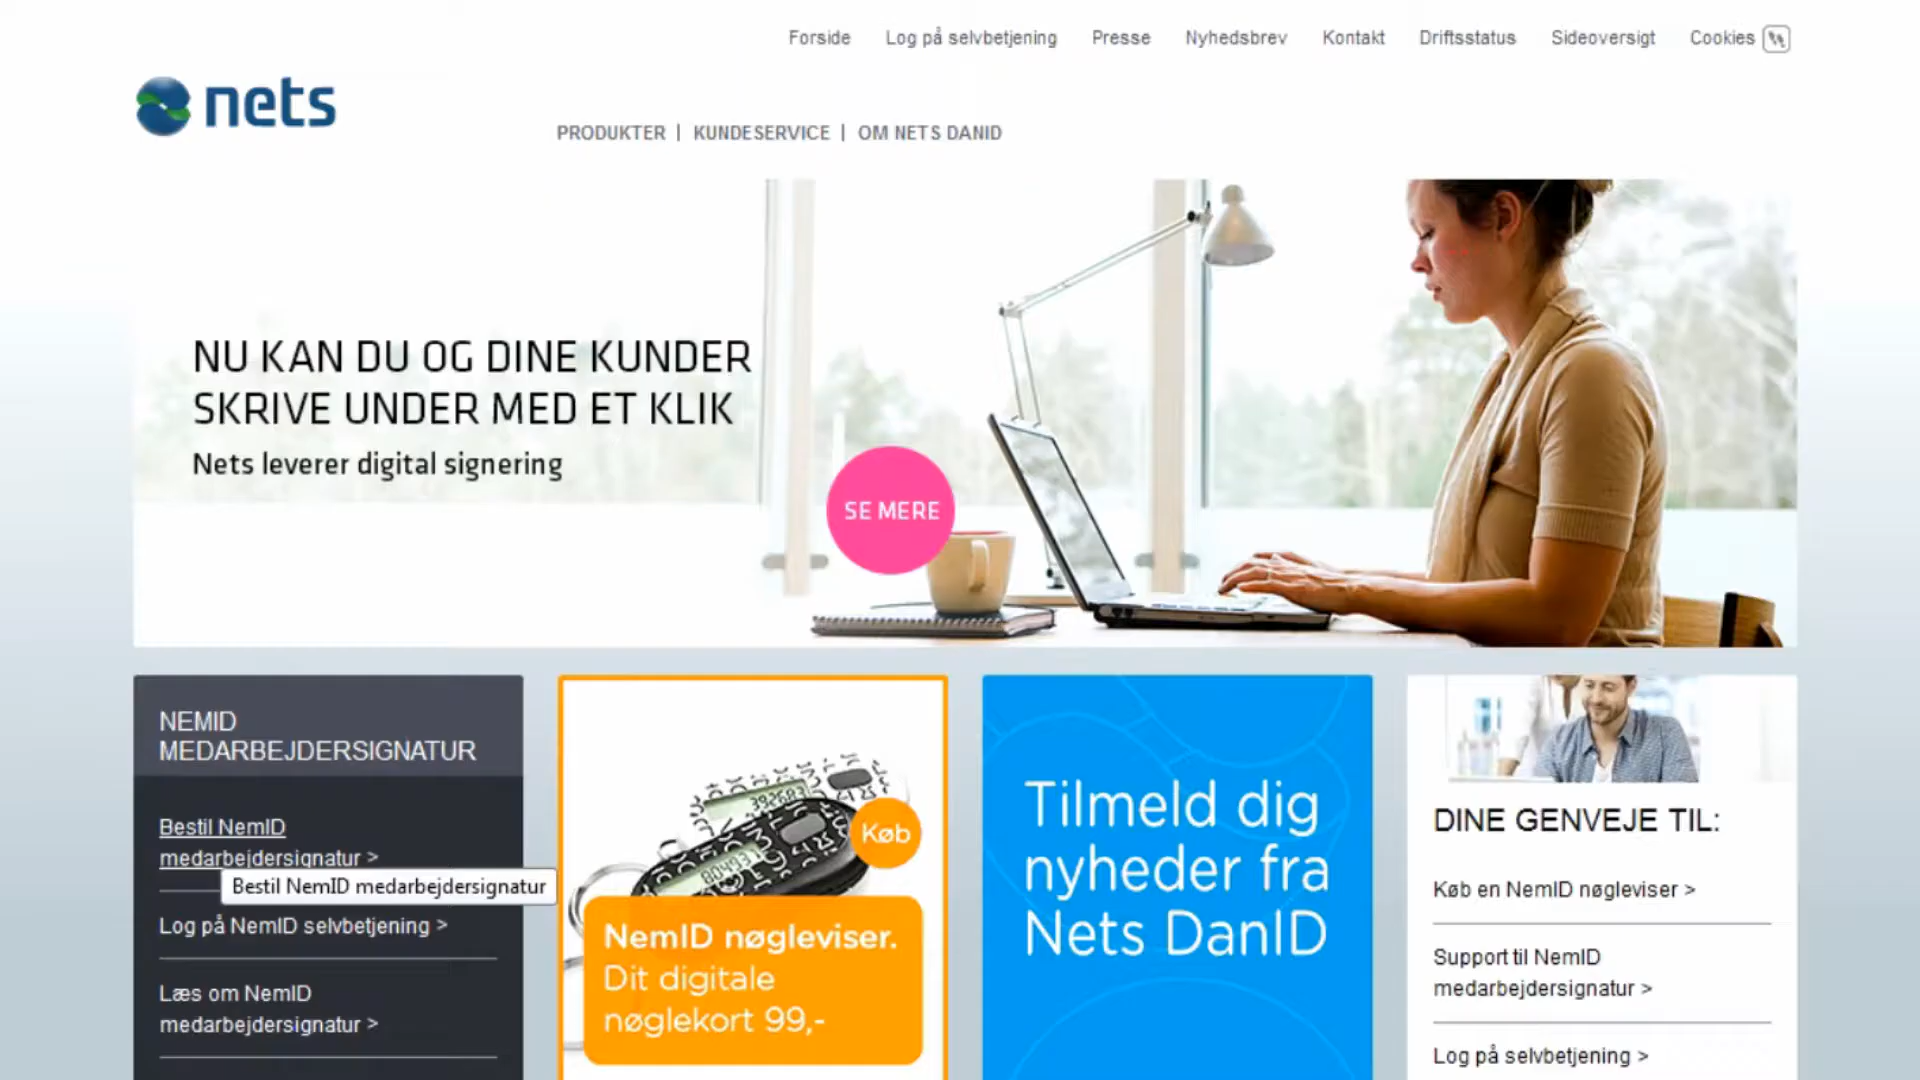 Forside Log på selvbetjening Presse Nyhedsbrev Kontakt Driftsstatus Sideoversigt Cookies
nets
PRODUKTER | KUNDESERVICE | OM NETS DANID
NU KAN DU OG DINE KUNDER
SKRIVE UNDER MED ET KLIK
Nets leverer digital signering
SE MERE
NEMID
MEDARBEJDERSIGNATUR
Bestil NemID
medarbejdersignatur >
Bestil NemID medarbejdersignatur
Log på NemID selvbetjening >
Læs om NemID
medarbejdersignatur >
392683
804937
Køb
NemID nøgleviser.
Dit digitale
nøglekort 99,-
Tilmeld dig
nyheder fra
Nets DanID
DINE GENVEJE TIL:
Køb en NemID nøgleviser >
Support til NemID
medarbejdersignatur >
Log på selvbetjening >